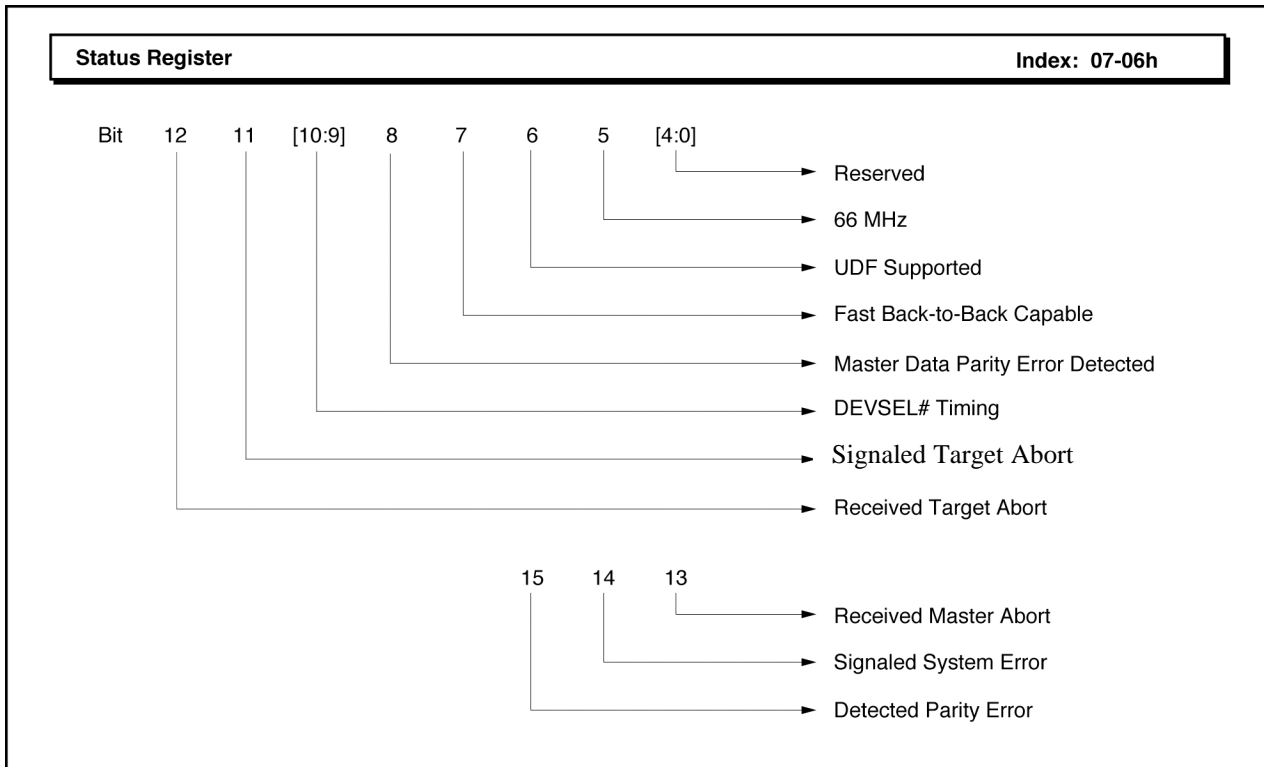 Status Register Index: 07-06h
Bit 12 11 [10:9] 8 7 6 5 [4:0]
Reserved
66 MHz
UDF Supported
Fast Back-to-Back Capable
Master Data Parity Error Detected
DEVSEL# Timing
Signaled Target Abort
Received Target Abort
15 14 13
Received Master Abort
Signaled System Error
Detected Parity Error